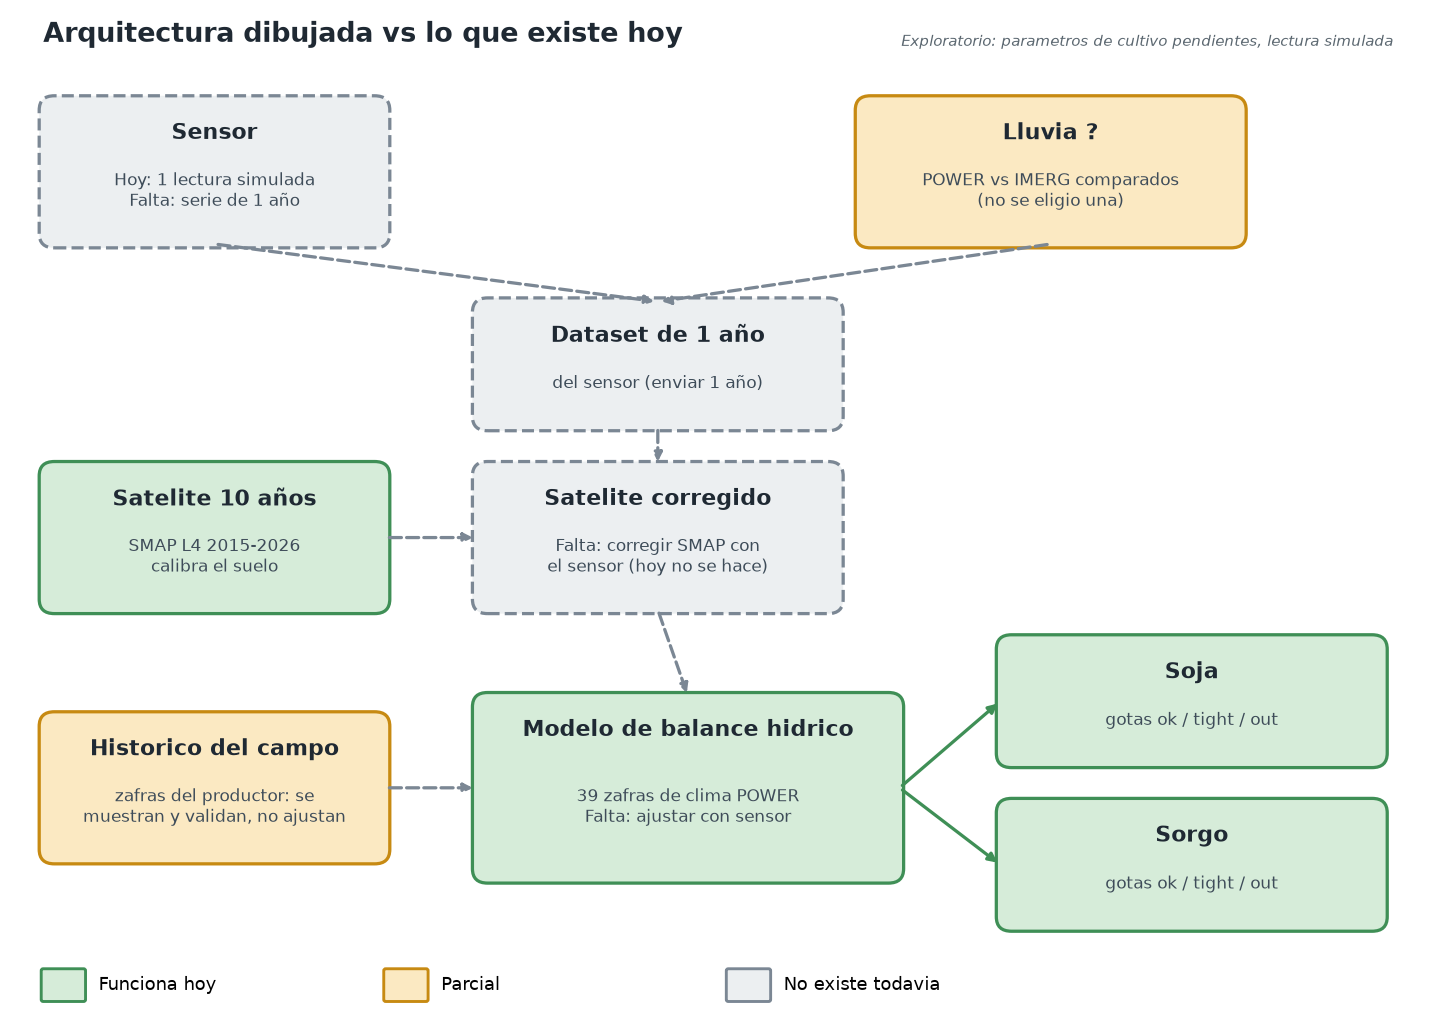 Arquitectura dibujada vs lo que existe hoy
Exploratorio: parametros de cultivo pendientes, lectura simulada
Sensor
Hoy: 1 lectura simulada
Falta: serie de 1 año
Lluvia ?
POWER vs IMERG comparados
(no se eligio una)
Dataset de 1 año
del sensor (enviar 1 año)
Satelite 10 años
SMAP L4 2015-2026
calibra el suelo
Satelite corregido
Falta: corregir SMAP con
el sensor (hoy no se hace)
Historico del campo
zafras del productor: se
muestran y validan, no ajustan
Modelo de balance hidrico
39 zafras de clima POWER
Falta: ajustar con sensor
Soja
gotas ok / tight / out
Sorgo
gotas ok / tight / out
Funciona hoy
Parcial
No existe todavia